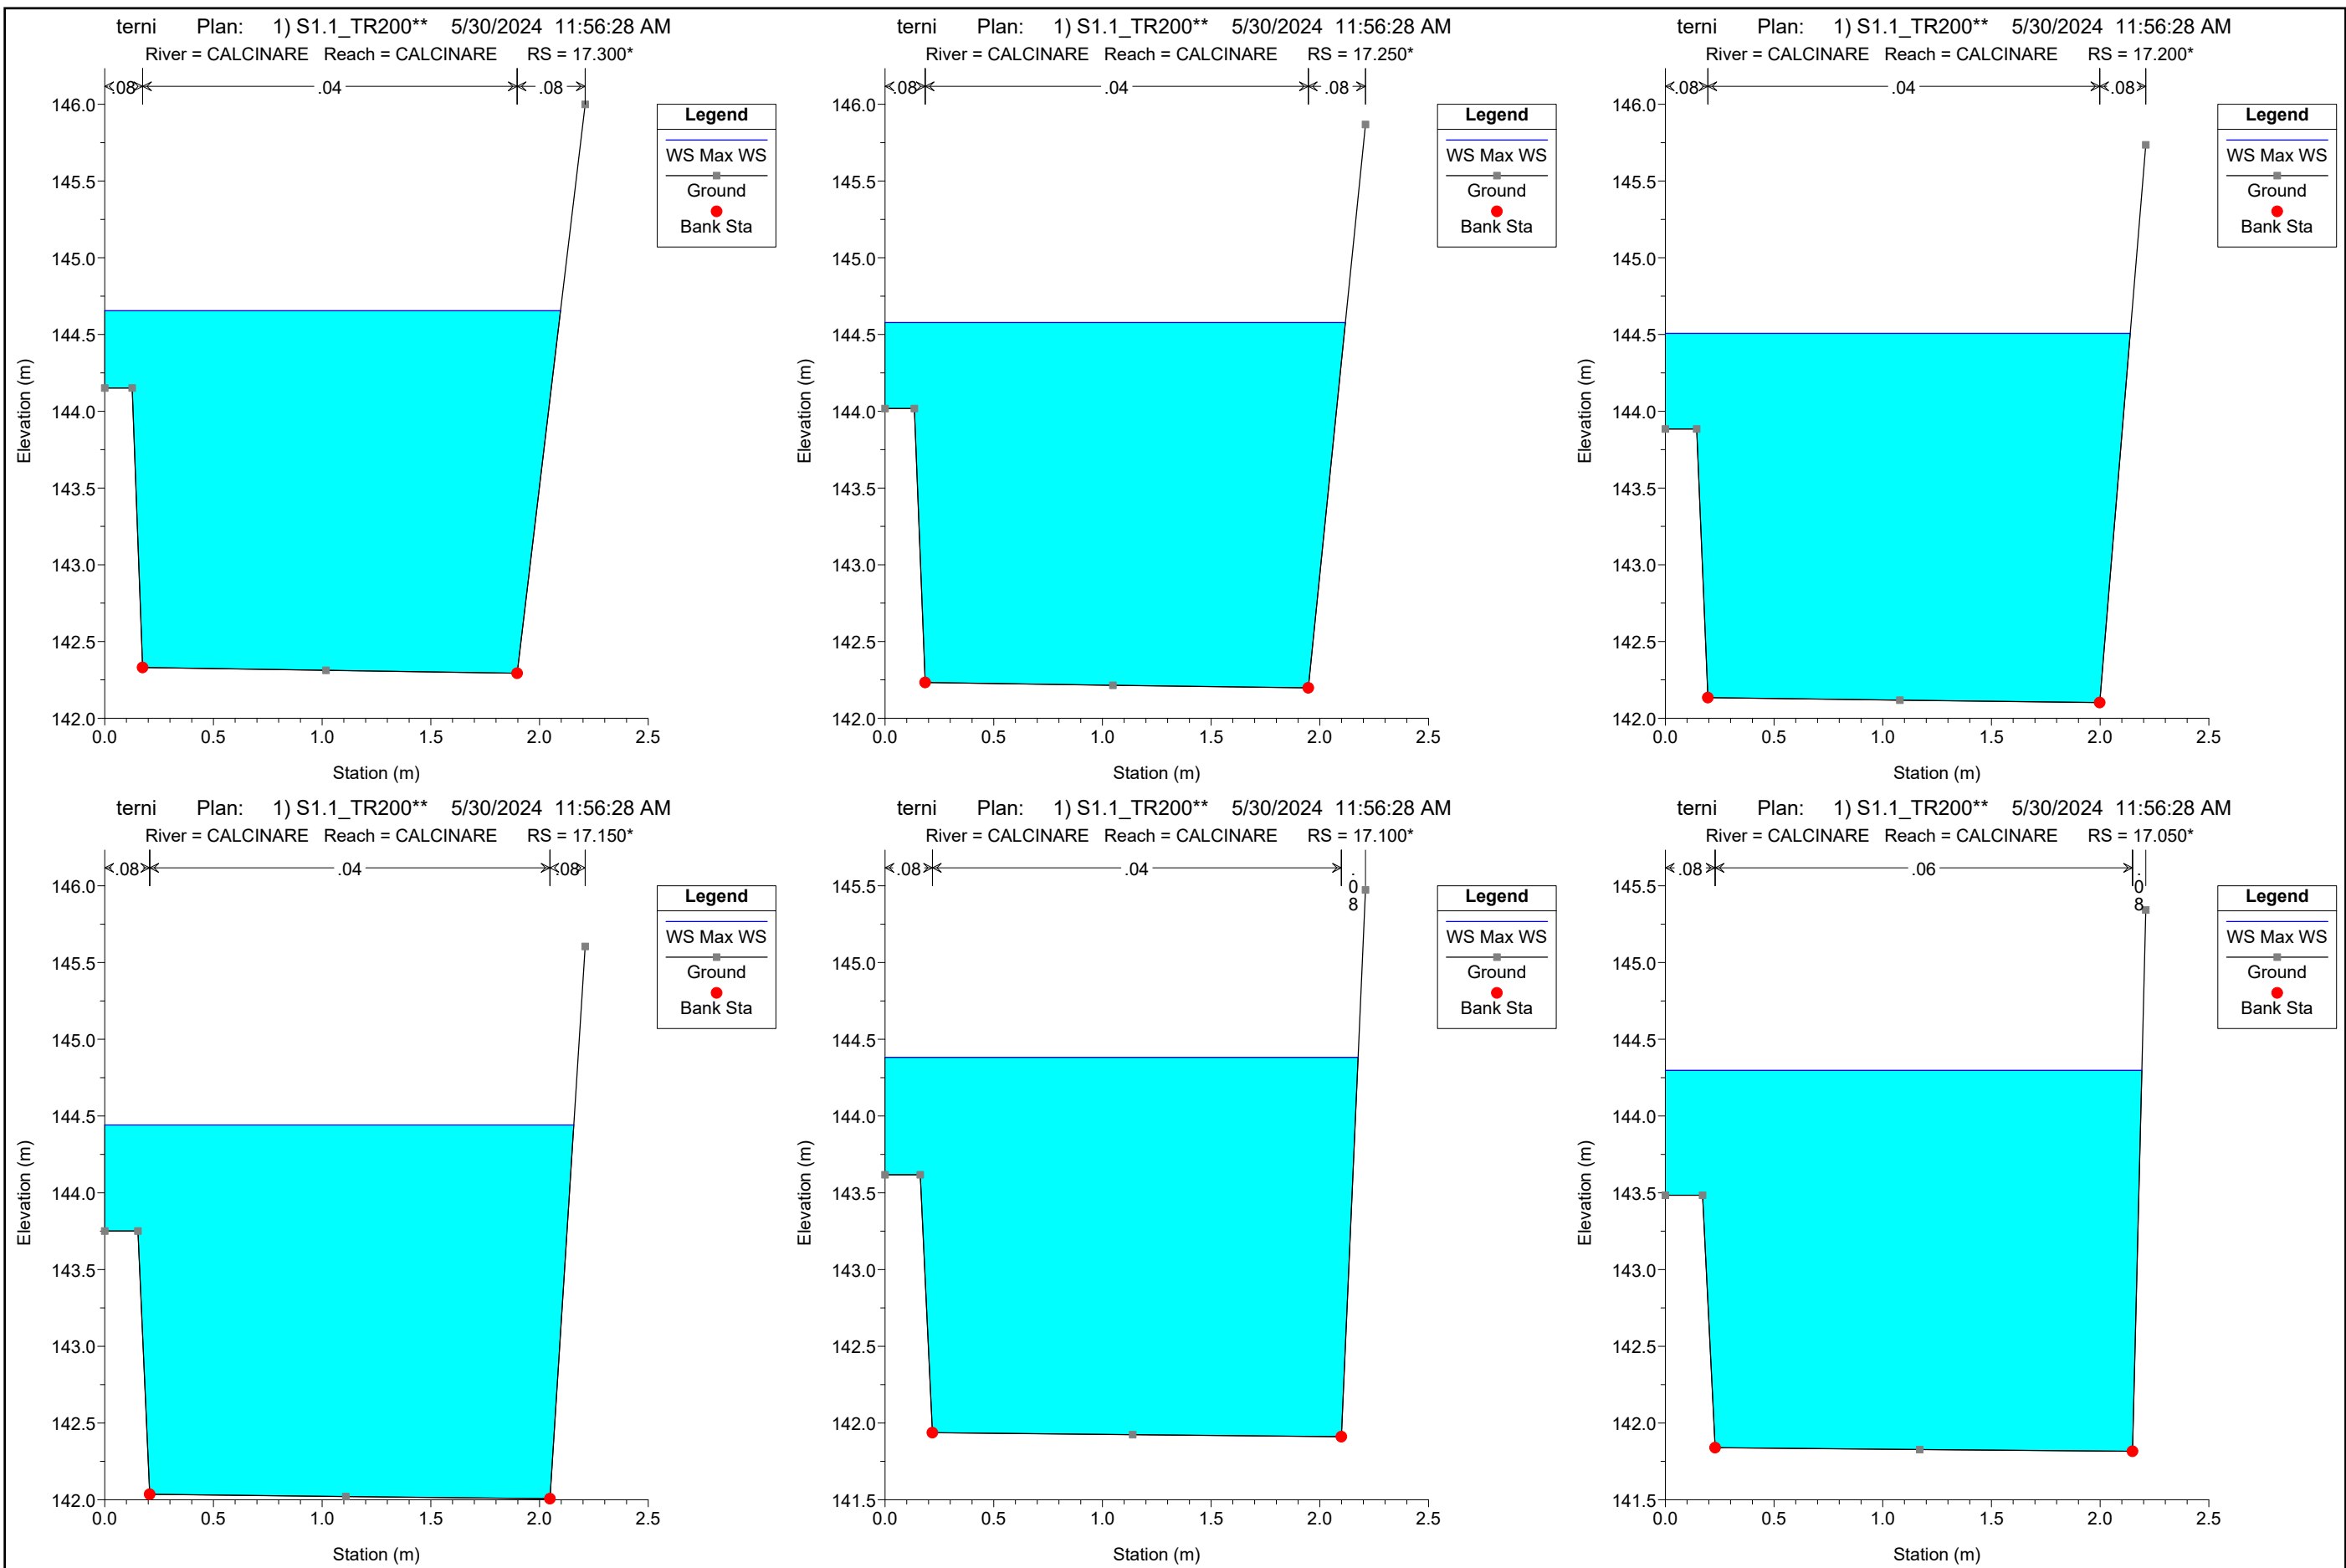 terni Plan: 1) S1.1_TR200** 5/30/2024 11:56:28 AM
River = CALCINARE Reach = CALCINARE RS = 17.300*
.08 .04 .08
Legend
WS Max WS
Ground
Bank Sta
146.0
145.5
145.0
144.5
144.0
143.5
143.0
142.5
142.0
Elevation (m)
0.0 0.5 1.0 1.5 2.0 2.5
Station (m)
terni Plan: 1) S1.1_TR200** 5/30/2024 11:56:28 AM
River = CALCINARE Reach = CALCINARE RS = 17.250*
.08 .04 .08
Legend
WS Max WS
Ground
Bank Sta
146.0
145.5
145.0
144.5
144.0
143.5
143.0
142.5
142.0
Elevation (m)
0.0 0.5 1.0 1.5 2.0 2.5
Station (m)
terni Plan: 1) S1.1_TR200** 5/30/2024 11:56:28 AM
River = CALCINARE Reach = CALCINARE RS = 17.200*
.08 .04 .08
Legend
WS Max WS
Ground
Bank Sta
146.0
145.5
145.0
144.5
144.0
143.5
143.0
142.5
142.0
Elevation (m)
0.0 0.5 1.0 1.5 2.0 2.5
Station (m)
terni Plan: 1) S1.1_TR200** 5/30/2024 11:56:28 AM
River = CALCINARE Reach = CALCINARE RS = 17.150*
.08 .04 .08
Legend
WS Max WS
Ground
Bank Sta
146.0
145.5
145.0
144.5
144.0
143.5
143.0
142.5
142.0
Elevation (m)
0.0 0.5 1.0 1.5 2.0 2.5
Station (m)
terni Plan: 1) S1.1_TR200** 5/30/2024 11:56:28 AM
River = CALCINARE Reach = CALCINARE RS = 17.100*
.08 .04 .08
Legend
WS Max WS
Ground
Bank Sta
145.5
145.0
144.5
144.0
143.5
143.0
142.5
142.0
141.5
Elevation (m)
0.0 0.5 1.0 1.5 2.0 2.5
Station (m)
terni Plan: 1) S1.1_TR200** 5/30/2024 11:56:28 AM
River = CALCINARE Reach = CALCINARE RS = 17.050*
.08 .06 .08
Legend
WS Max WS
Ground
Bank Sta
145.5
145.0
144.5
144.0
143.5
143.0
142.5
142.0
141.5
Elevation (m)
0.0 0.5 1.0 1.5 2.0 2.5
Station (m)